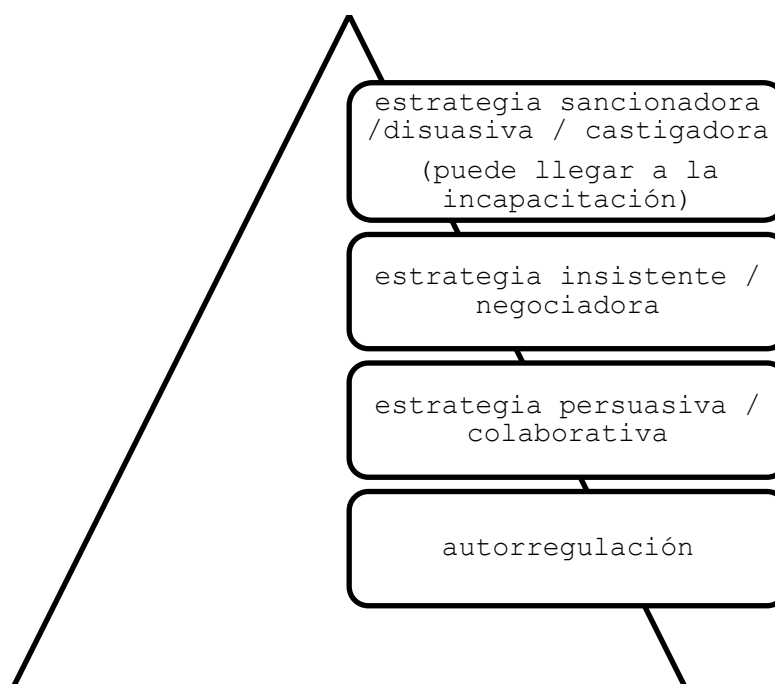 estrategia sancionadora
/disuasiva / castigadora
(puede llegar a la
incapacitación)
estrategia insistente /
negociadora
estrategia persuasiva /
colaborativa
autorregulación